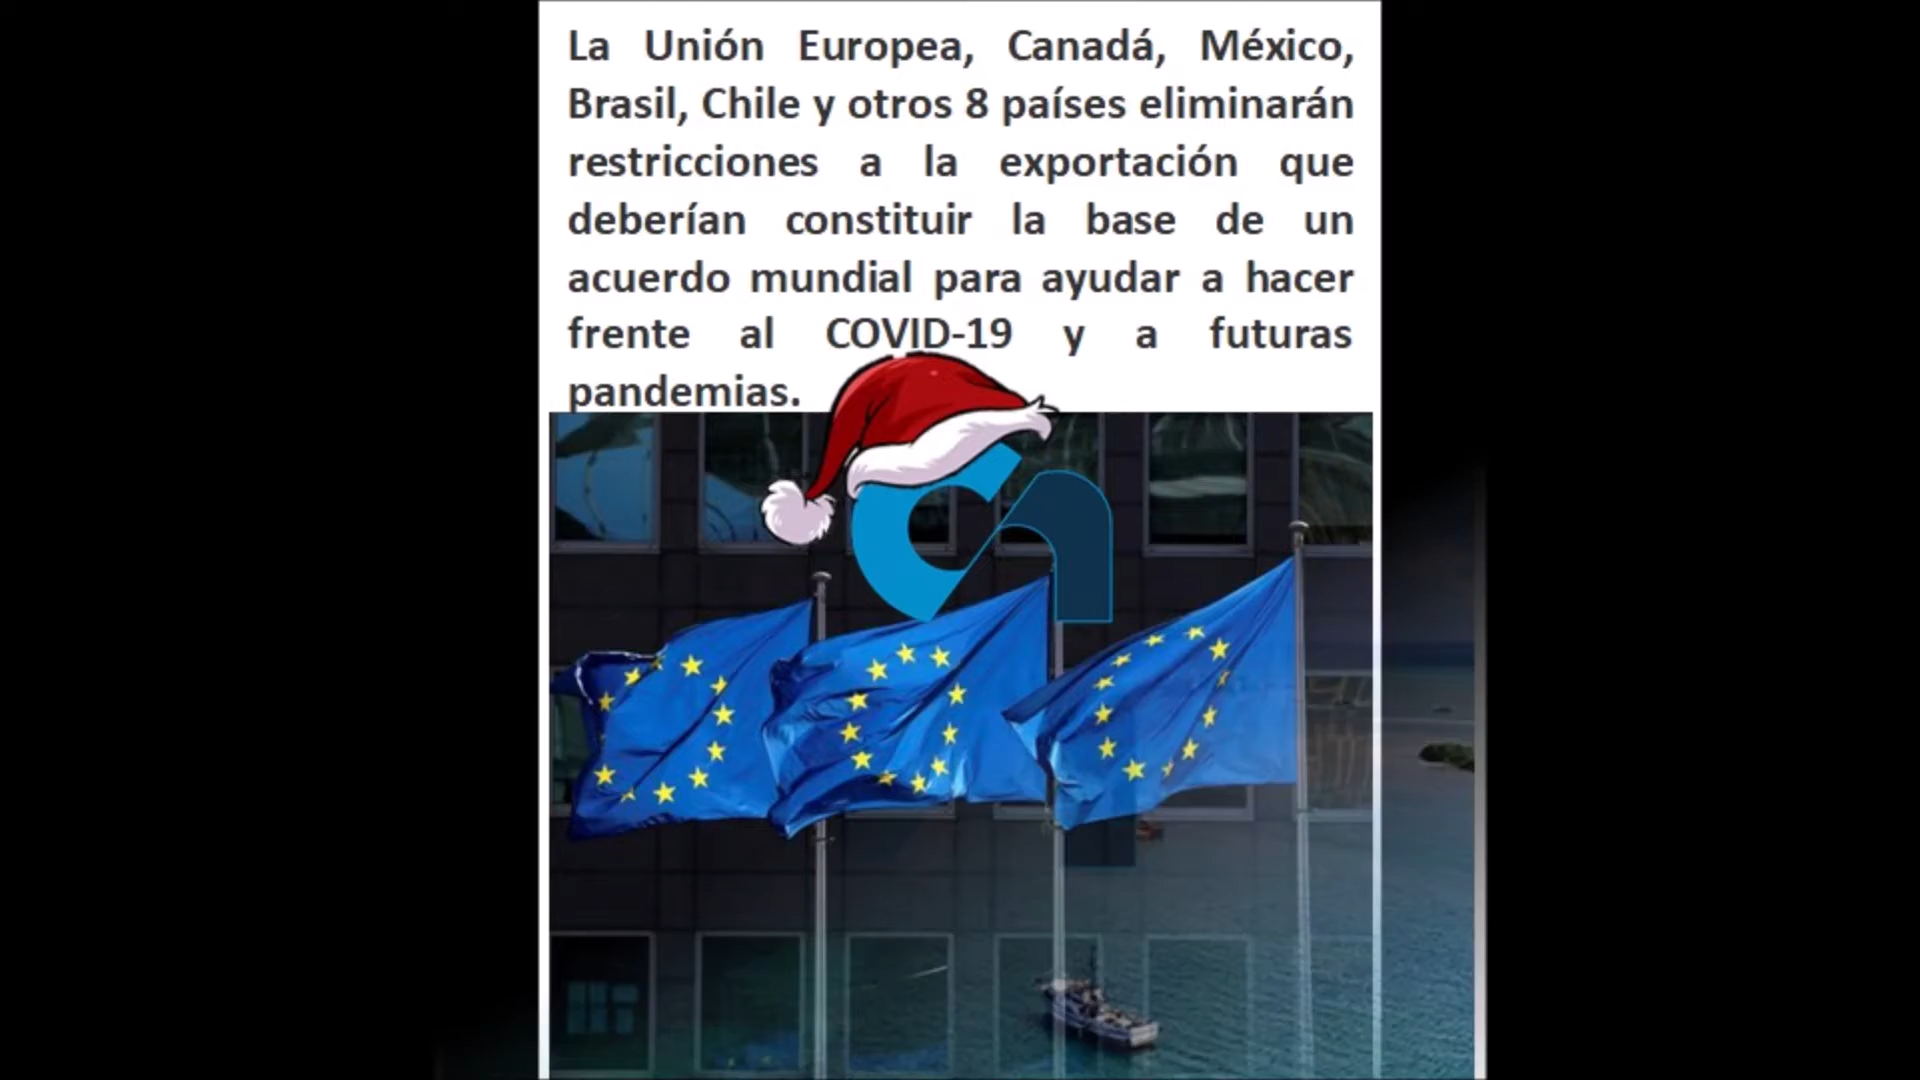 La Unión Europea, Canadá, México,
Brasil, Chile y otros 8 países eliminarán
restricciones a la exportación que
deberían constituir la base de un
acuerdo mundial para ayudar a hacer
frente al COVID-19 y a futuras
pandemias.